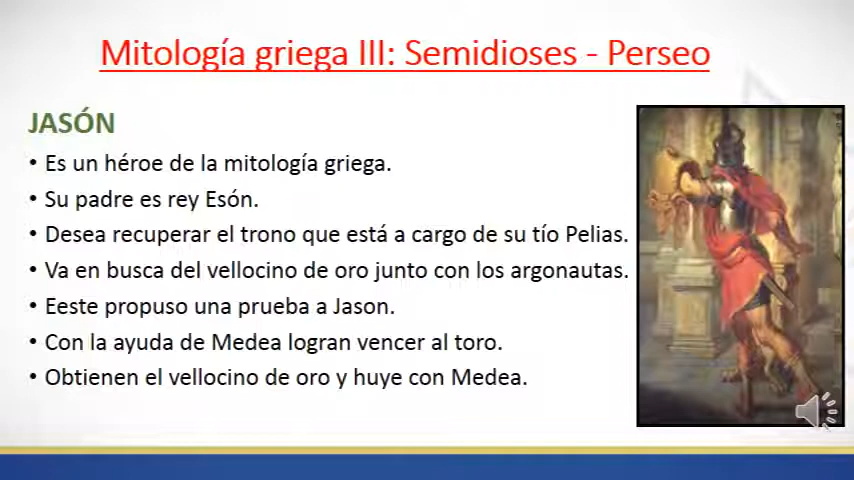 Mitología griega III: Semidioses - Perseo
JASÓN
• Es un héroe de la mitología griega.
• Su padre es rey Esón.
• Desea recuperar el trono que está a cargo de su tío Pelias.
• Va en busca del vellocino de oro junto con los argonautas.
• Eeste propuso una prueba a Jason.
• Con la ayuda de Medea logran vencer al toro.
• Obtienen el vellocino de oro y huye con Medea.